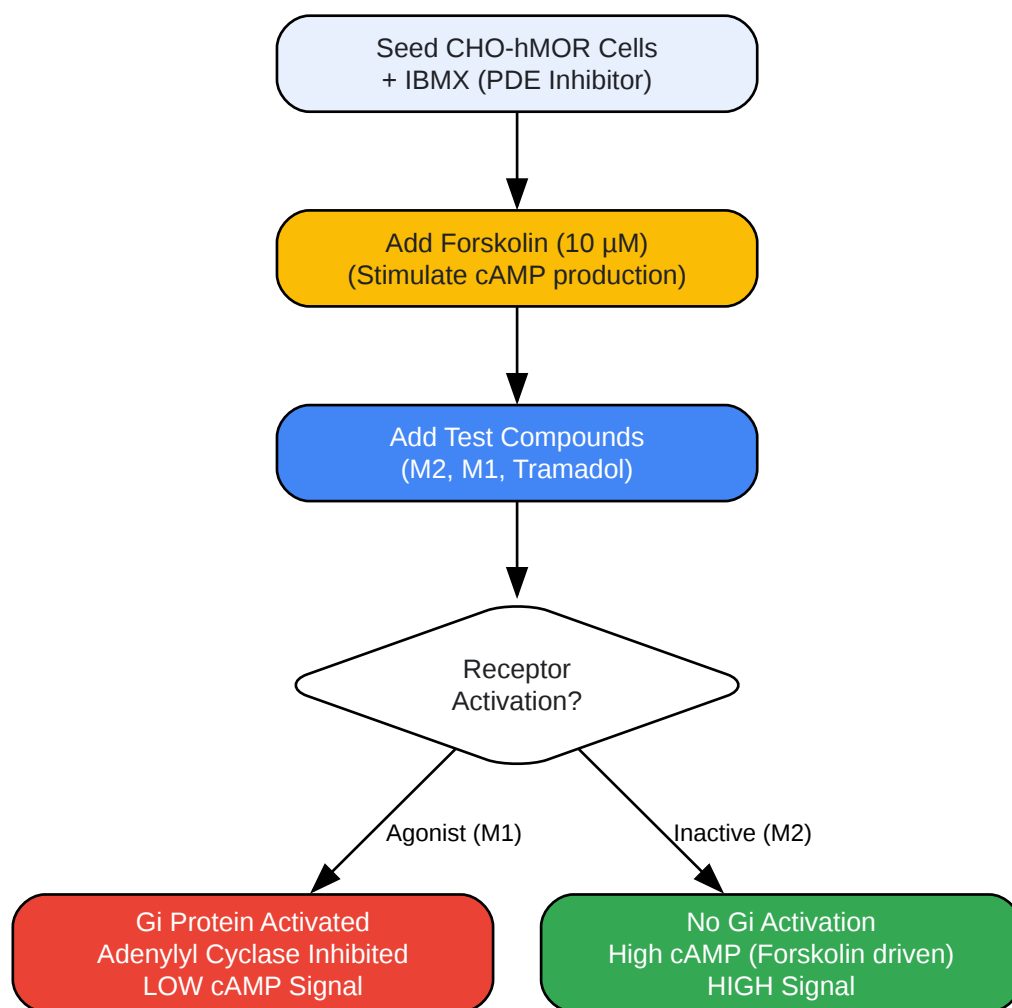 Seed CHO-hMOR Cells
+ IBMX (PDE Inhibitor)
Add Forskolin (10 µM)
(Stimulate cAMP production)
Add Test Compounds
(M2, M1, Tramadol)
Receptor
Activation?
Agonist (M1)
Inactive (M2)
Gi Protein Activated
Adenylyl Cyclase Inhibited
LOW cAMP Signal
No Gi Activation
High cAMP (Forskolin driven)
HIGH Signal